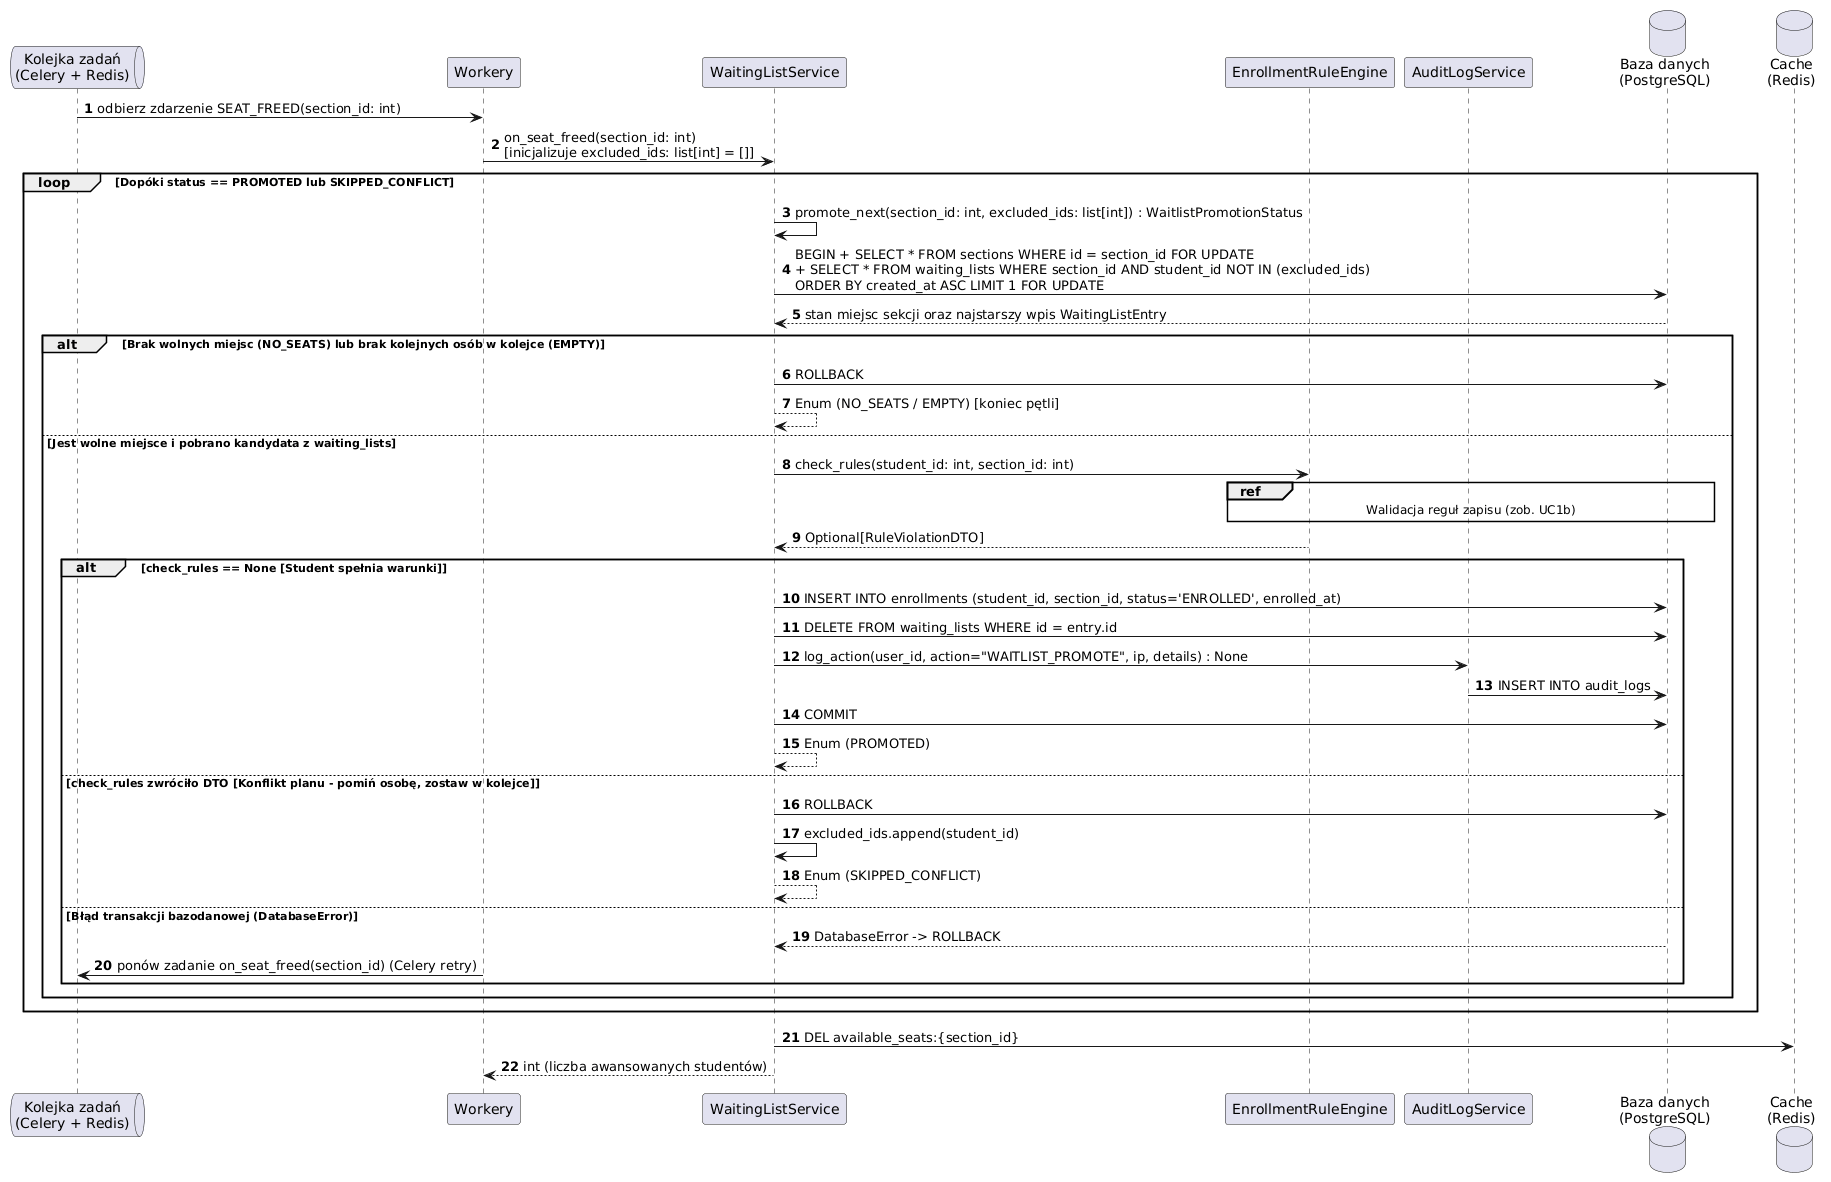 Kolejka zadań
(Celery + Redis)
Workery
WaitingListService
EnrollmentRuleEngine
AuditLogService
Baza danych
(PostgreSQL)
Cache
(Redis)
1 odbierz zdarzenie SEAT_FREED(section_id: int)
2 on_seat_freed(section_id: int)
[inicjalizuje excluded_ids: list[int] = []]
loop [Dopóki status == PROMOTED lub SKIPPED_CONFLICT]
3 promote_next(section_id: int, excluded_ids: list[int]) : WaitlistPromotionStatus
BEGIN + SELECT * FROM sections WHERE id = section_id FOR UPDATE
4 + SELECT * FROM waiting_lists WHERE section_id AND student_id NOT IN (excluded_ids)
ORDER BY created_at ASC LIMIT 1 FOR UPDATE
5 stan miejsc sekcji oraz najstarszy wpis WaitingListEntry
alt [Brak wolnych miejsc (NO_SEATS) lub brak kolejnych osób w kolejce (EMPTY)]
6 ROLLBACK
7 Enum (NO_SEATS / EMPTY) [koniec pętli]
[Jest wolne miejsce i pobrano kandydata z waiting_lists]
8 check_rules(student_id: int, section_id: int)
ref
Walidacja reguł zapisu (zob. UC1b)
9 Optional[RuleViolationDTO]
alt [check_rules == None [Student spełnia warunki]]
10 INSERT INTO enrollments (student_id, section_id, status='ENROLLED', enrolled_at)
11 DELETE FROM waiting_lists WHERE id = entry.id
12 log_action(user_id, action="WAITLIST_PROMOTE", ip, details) : None
13 INSERT INTO audit_logs
14 COMMIT
15 Enum (PROMOTED)
[check_rules zwróciło DTO [Konflikt planu - pomiń osobę, zostaw w kolejce]]
16 ROLLBACK
17 excluded_ids.append(student_id)
18 Enum (SKIPPED_CONFLICT)
[Błąd transakcji bazodanowej (DatabaseError)]
19 DatabaseError -> ROLLBACK
20 ponów zadanie on_seat_freed(section_id) (Celery retry)
21 DEL available_seats:{section_id}
22 int (liczba awansowanych studentów)
Kolejka zadań
(Celery + Redis)
Workery
WaitingListService
EnrollmentRuleEngine
AuditLogService
Baza danych
(PostgreSQL)
Cache
(Redis)